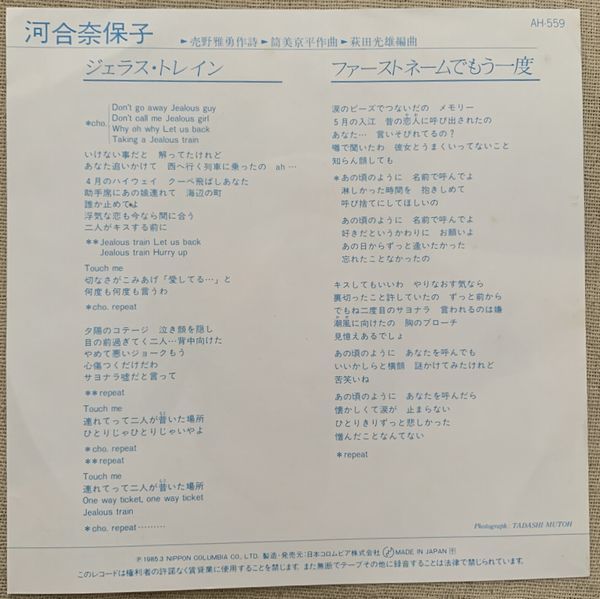 河合奈保子
►売野雅勇作詩►筒美京平作曲►萩田光雄編曲
AH-559
ジェラス・トレイン
*cho.
Don't go away Jealous guy
Don't call me Jealous girl
Why oh why Let us back
Taking a Jealous train
いけない事だと 解ってたけれど
あなた追いかけて 西へ行く列車に乗ったの ah …
4月のハイウェイ クーペ飛ばしあなた
助手席にあの娘連れて 海辺の町
誰か止めてよ
浮気な恋も今なら間に合う
二人がキスする前に
**Jealous train Let us back
Jealous train Hurry up
Touch me
切なさがこみあげ「愛してる…」と
何度も何度も言うわ
*cho. repeat
夕陽のコテージ 泣き顔を隠し
目の前過ぎてく二人…背中向けた
やめて悪いジョークもう
心傷つくだけだわ
サヨナラ嘘だと言って
**repeat
Touch me
連れてって二人が昔いた場所
ひとりじゃひとりじゃいやよ
*cho. repeat
**repeat
Touch me
連れてって二人が昔いた場所
One way ticket, one way ticket
Jealous train
*cho. repeat………
ファーストネームでもう一度
涙のビーズでつないだの メモリー
5月の入江 昔の恋人に呼び出されたの
あなた… 言いそびれてるの？
噂で聞いたわ 彼女とうまくいってないこと
知らん顔しても
*あの頃のように 名前で呼んでよ
淋しかった時間を 抱きしめて
呼び捨てにしてほしいの
あの頃のように 名前で呼んでよ
好きだというかわりに お願いよ
あの日からずっと逢いたかった
忘れたことなかったの
キスしてもいいわ やりなおす気なら
裏切ったこと許していたの ずっと前から
でもね二度目のサヨナラ 言われるのは嫌
潮風に向けたの 胸のブローチ
見憶えあるでしょ
あの頃のように あなたを呼んでも
いいかしらと横顔 謎かけてみたけれど
苦笑いね
あの頃のように あなたを呼んだら
懐かしくて涙が 止まらない
ひとりきりずっと悲しかった
憎んだことなんてない
*repeat
Photograph : TADASHI MUTOH
Ⓟ1985.3 NIPPON COLUMBIA CO., LTD. 製造・発売元：日本コロムビア株式会社 MADE IN JAPAN
このレコードは権利者の許諾なく賃貸業に使用することを禁じます。また無断でテープその他に録音することは法律で禁じられています。